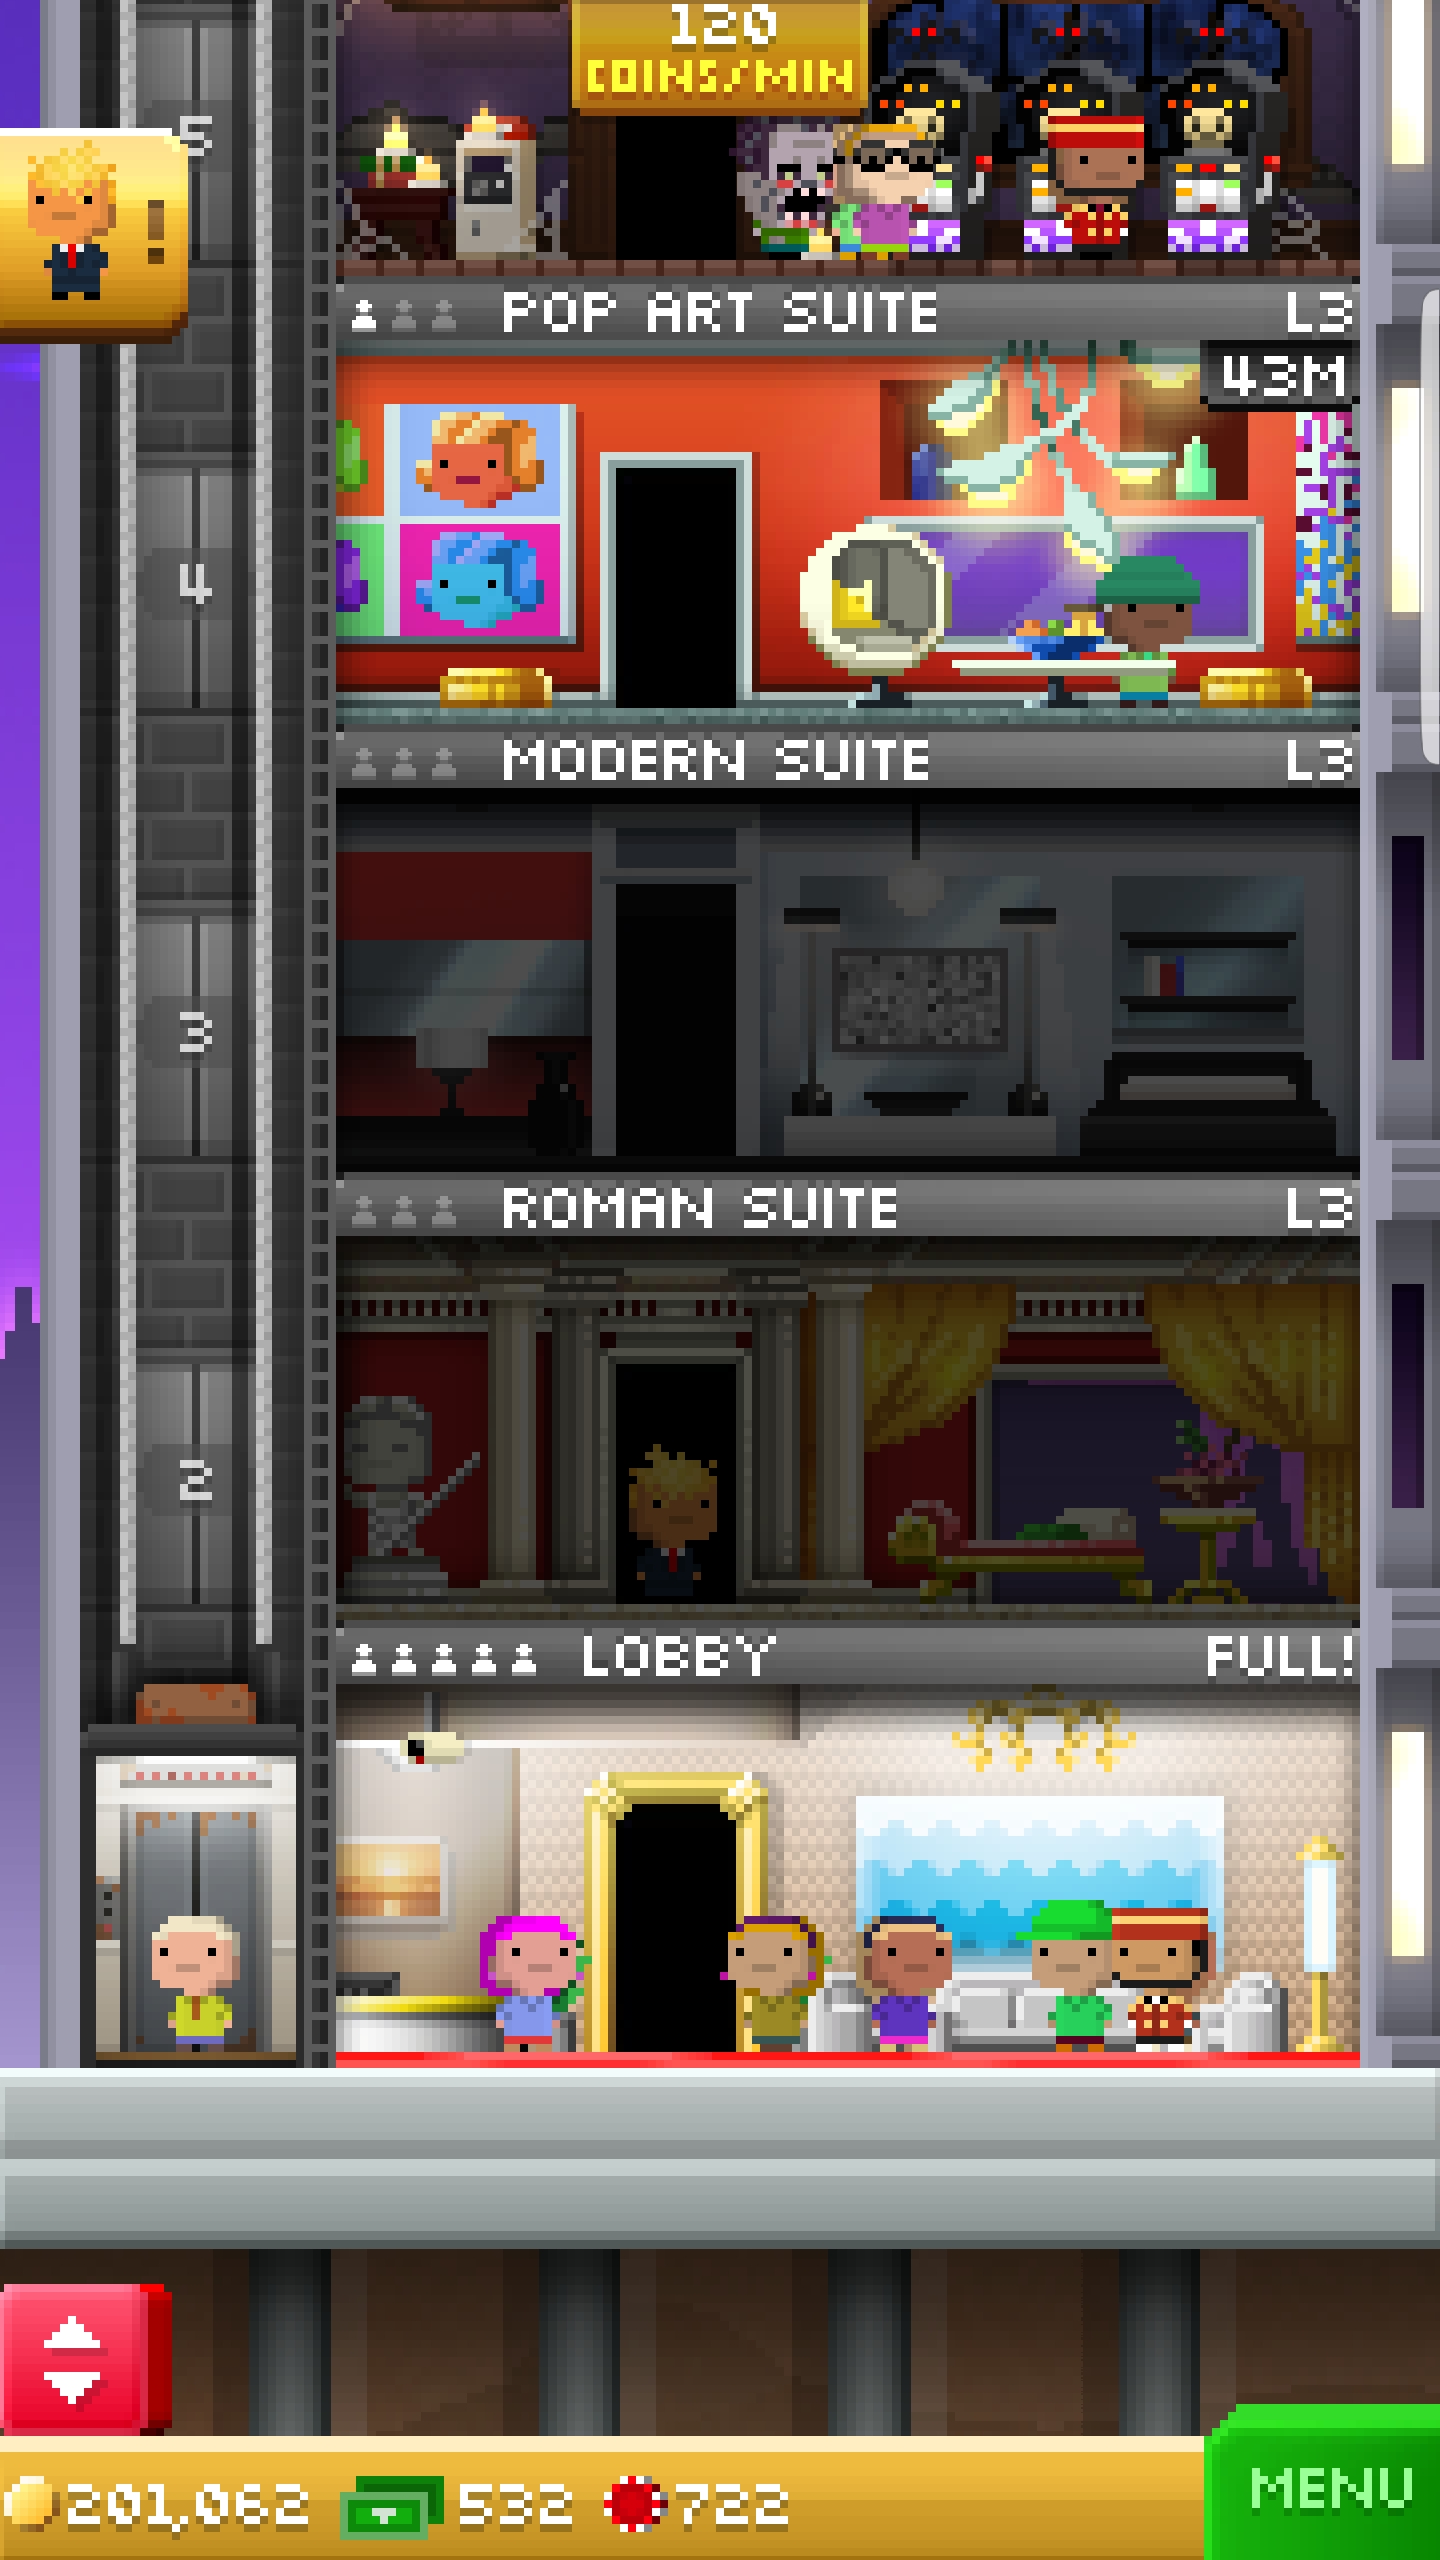 120
COINS/MIN
5
!
POP ART SUITE L3
43M
4
MODERN SUITE L3
3
ROMAN SUITE L3
2
LOBBY FULL!
201,062 532 722
MENU